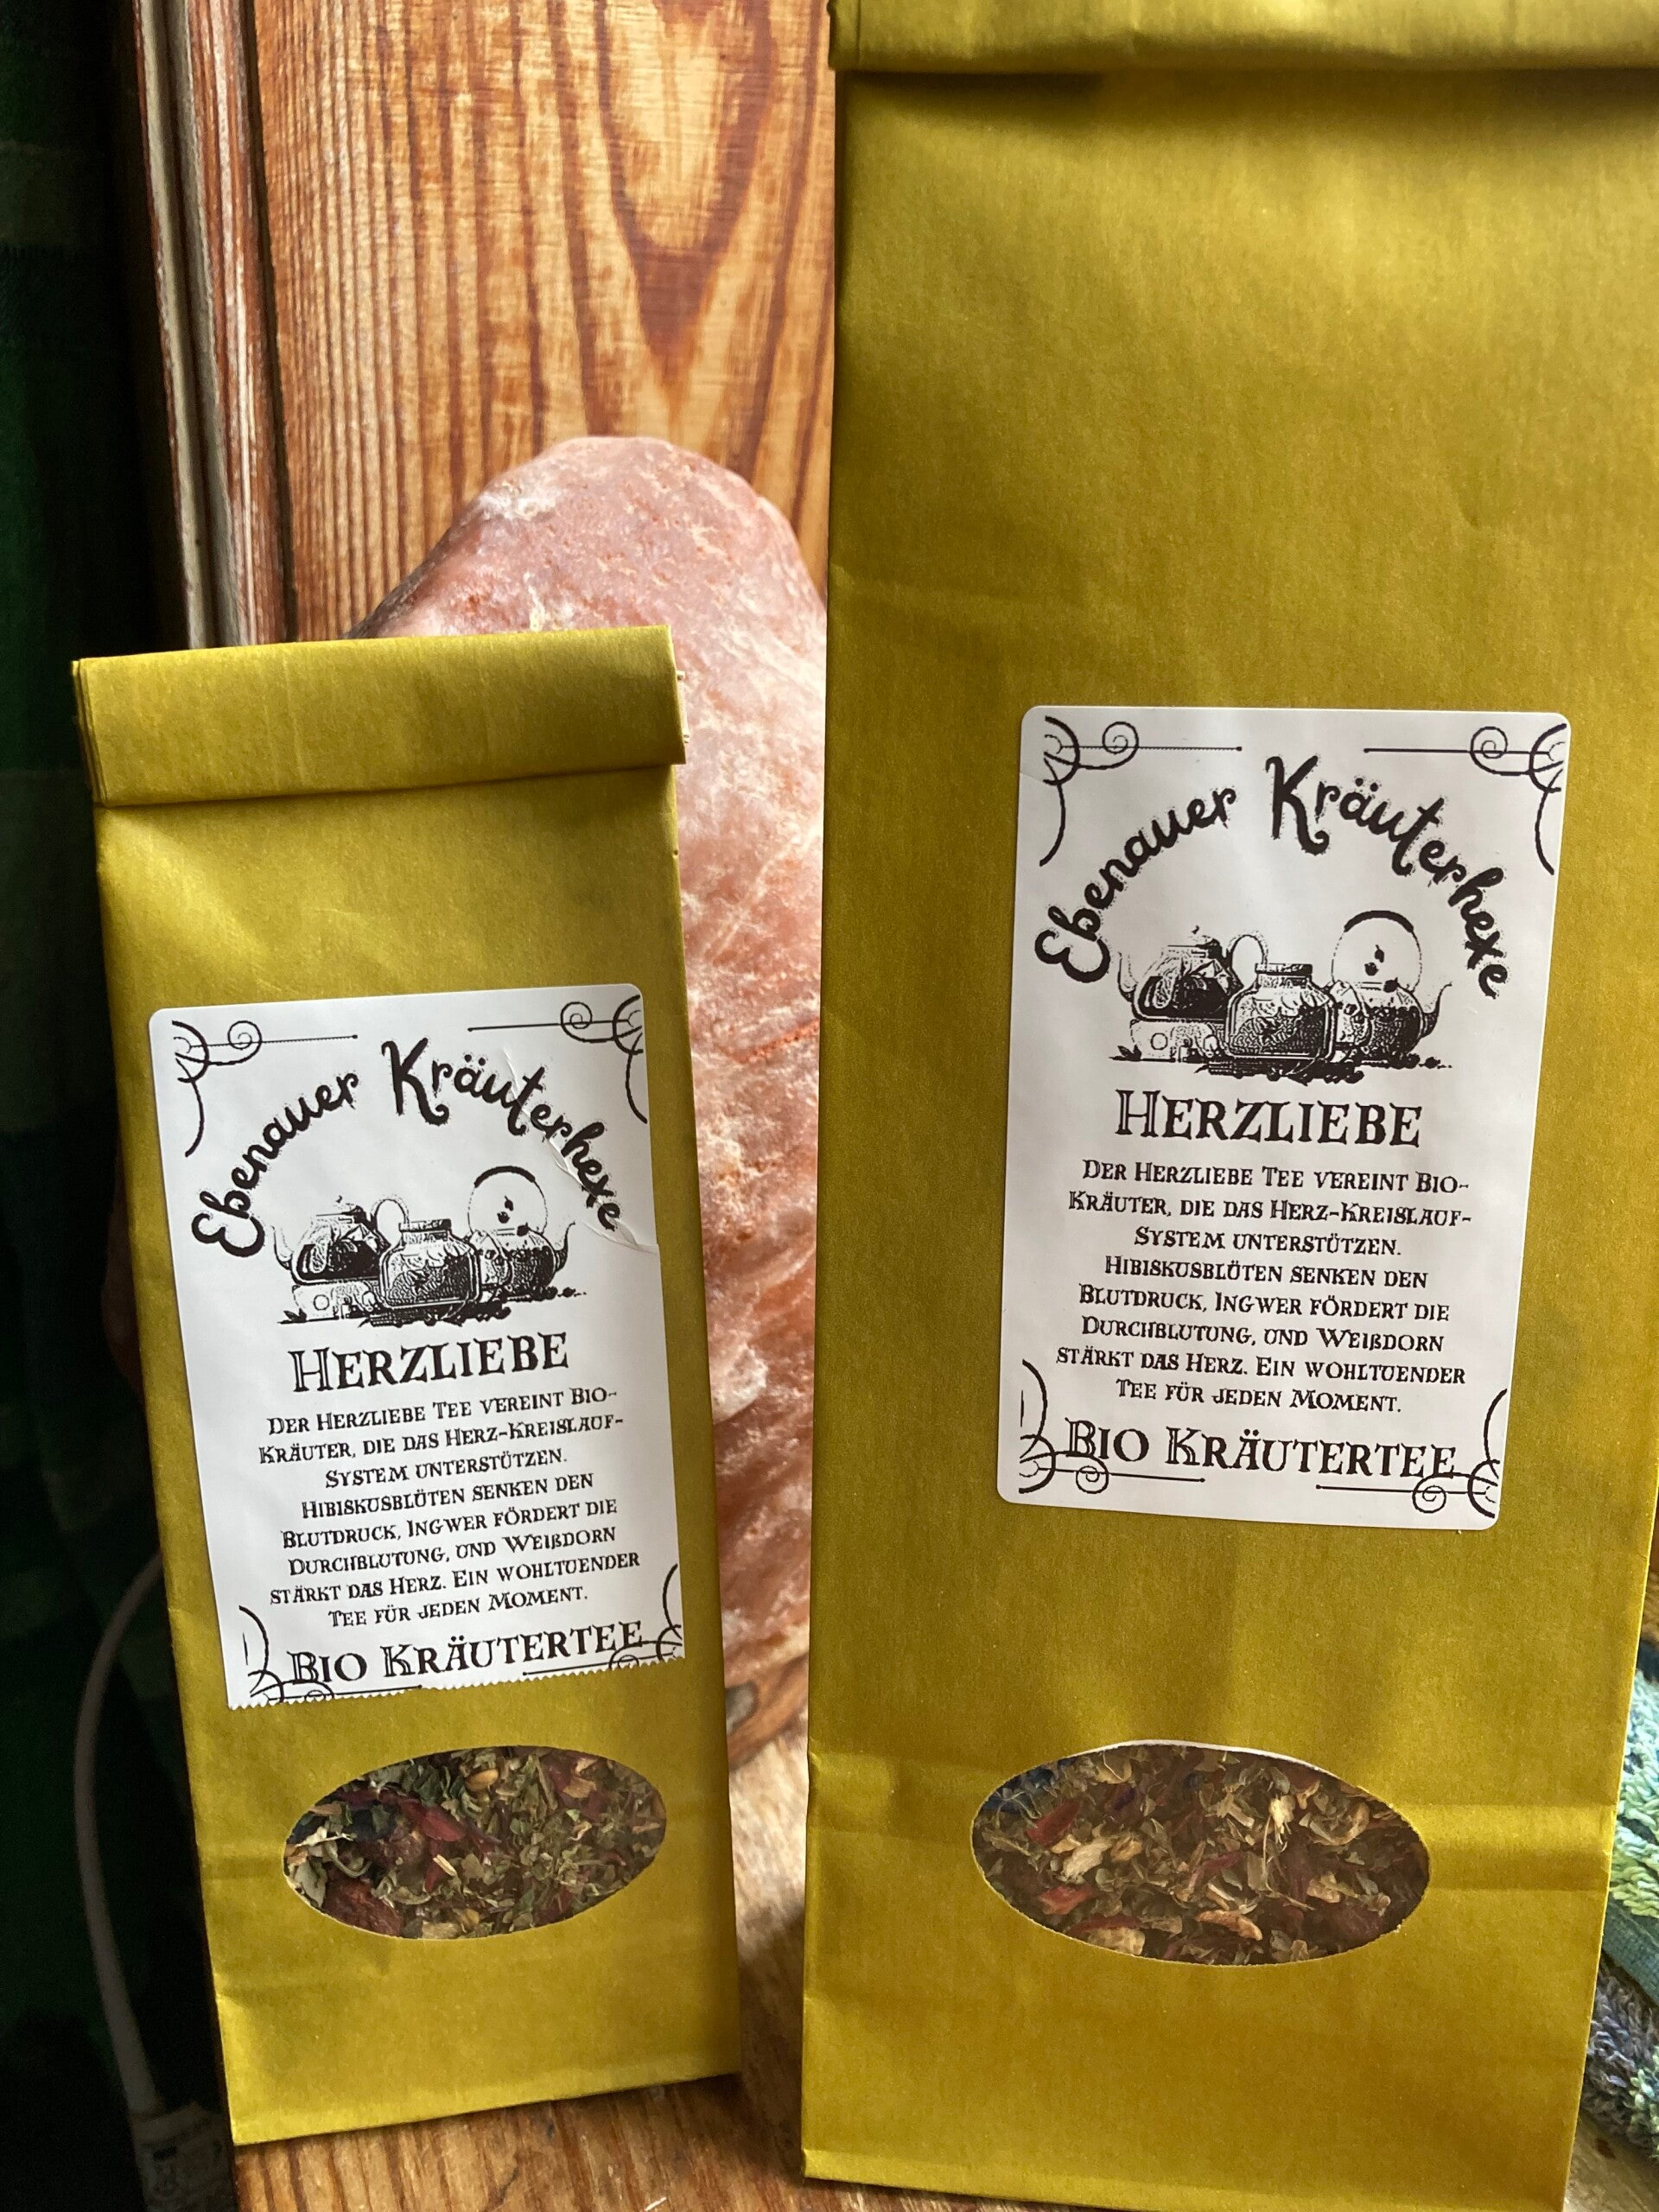 Ebenauer Kräuterhexe
Herzliebe
Der Herzliebe Tee vereint Bio-
Kräuter, die das Herz-Kreislauf-
System unterstützen.
Hibiskusblüten senken den
Blutdruck, Ingwer fördert die
Durchblutung, und Weißdorn
stärkt das Herz. Ein wohltuender
Tee für jeden Moment.
Bio Kräutertee
Ebenauer Kräuterhexe
Herzliebe
Der Herzliebe Tee vereint Bio-
Kräuter, die das Herz-Kreislauf-
System unterstützen.
Hibiskusblüten senken den
Blutdruck, Ingwer fördert die
Durchblutung, und Weißdorn
stärkt das Herz. Ein wohltuender
Tee für jeden Moment.
Bio Kräutertee